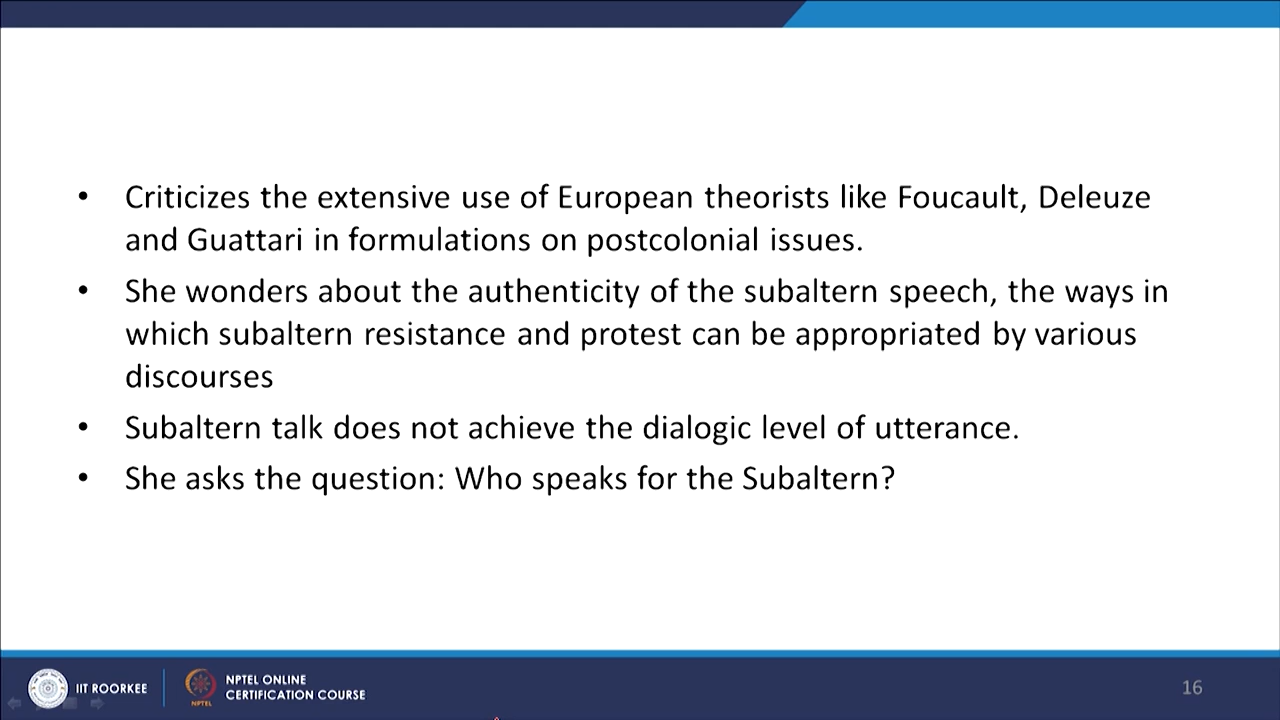 • Criticizes the extensive use of European theorists like Foucault, Deleuze
and Guattari in formulations on postcolonial issues.
• She wonders about the authenticity of the subaltern speech, the ways in
which subaltern resistance and protest can be appropriated by various
discourses
• Subaltern talk does not achieve the dialogic level of utterance.
• She asks the question: Who speaks for the Subaltern?
IIT ROORKEE
NPTEL
NPTEL ONLINE
CERTIFICATION COURSE
16